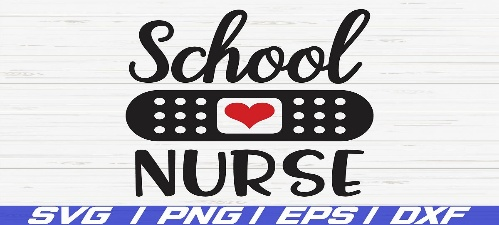 School
NURSE
SVG | PNG | EPS | DXF